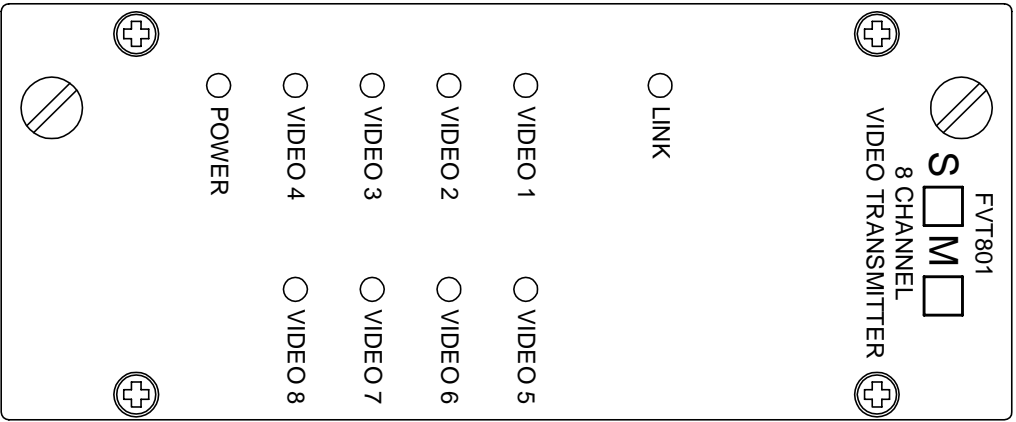 FVT801
S M
8 CHANNEL
VIDEO TRANSMITTER
LINK
VIDEO 1 VIDEO 5
VIDEO 2 VIDEO 6
VIDEO 3 VIDEO 7
VIDEO 4 VIDEO 8
POWER